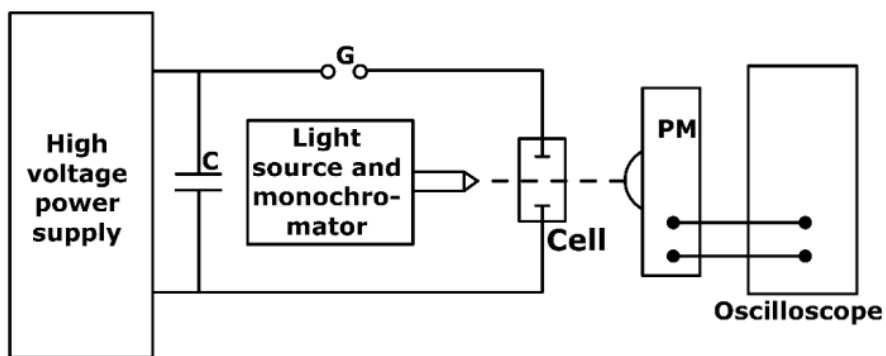 High
voltage
power
supply
C
G
Light
source and
monochro-
mator
Cell
PM
Oscilloscope